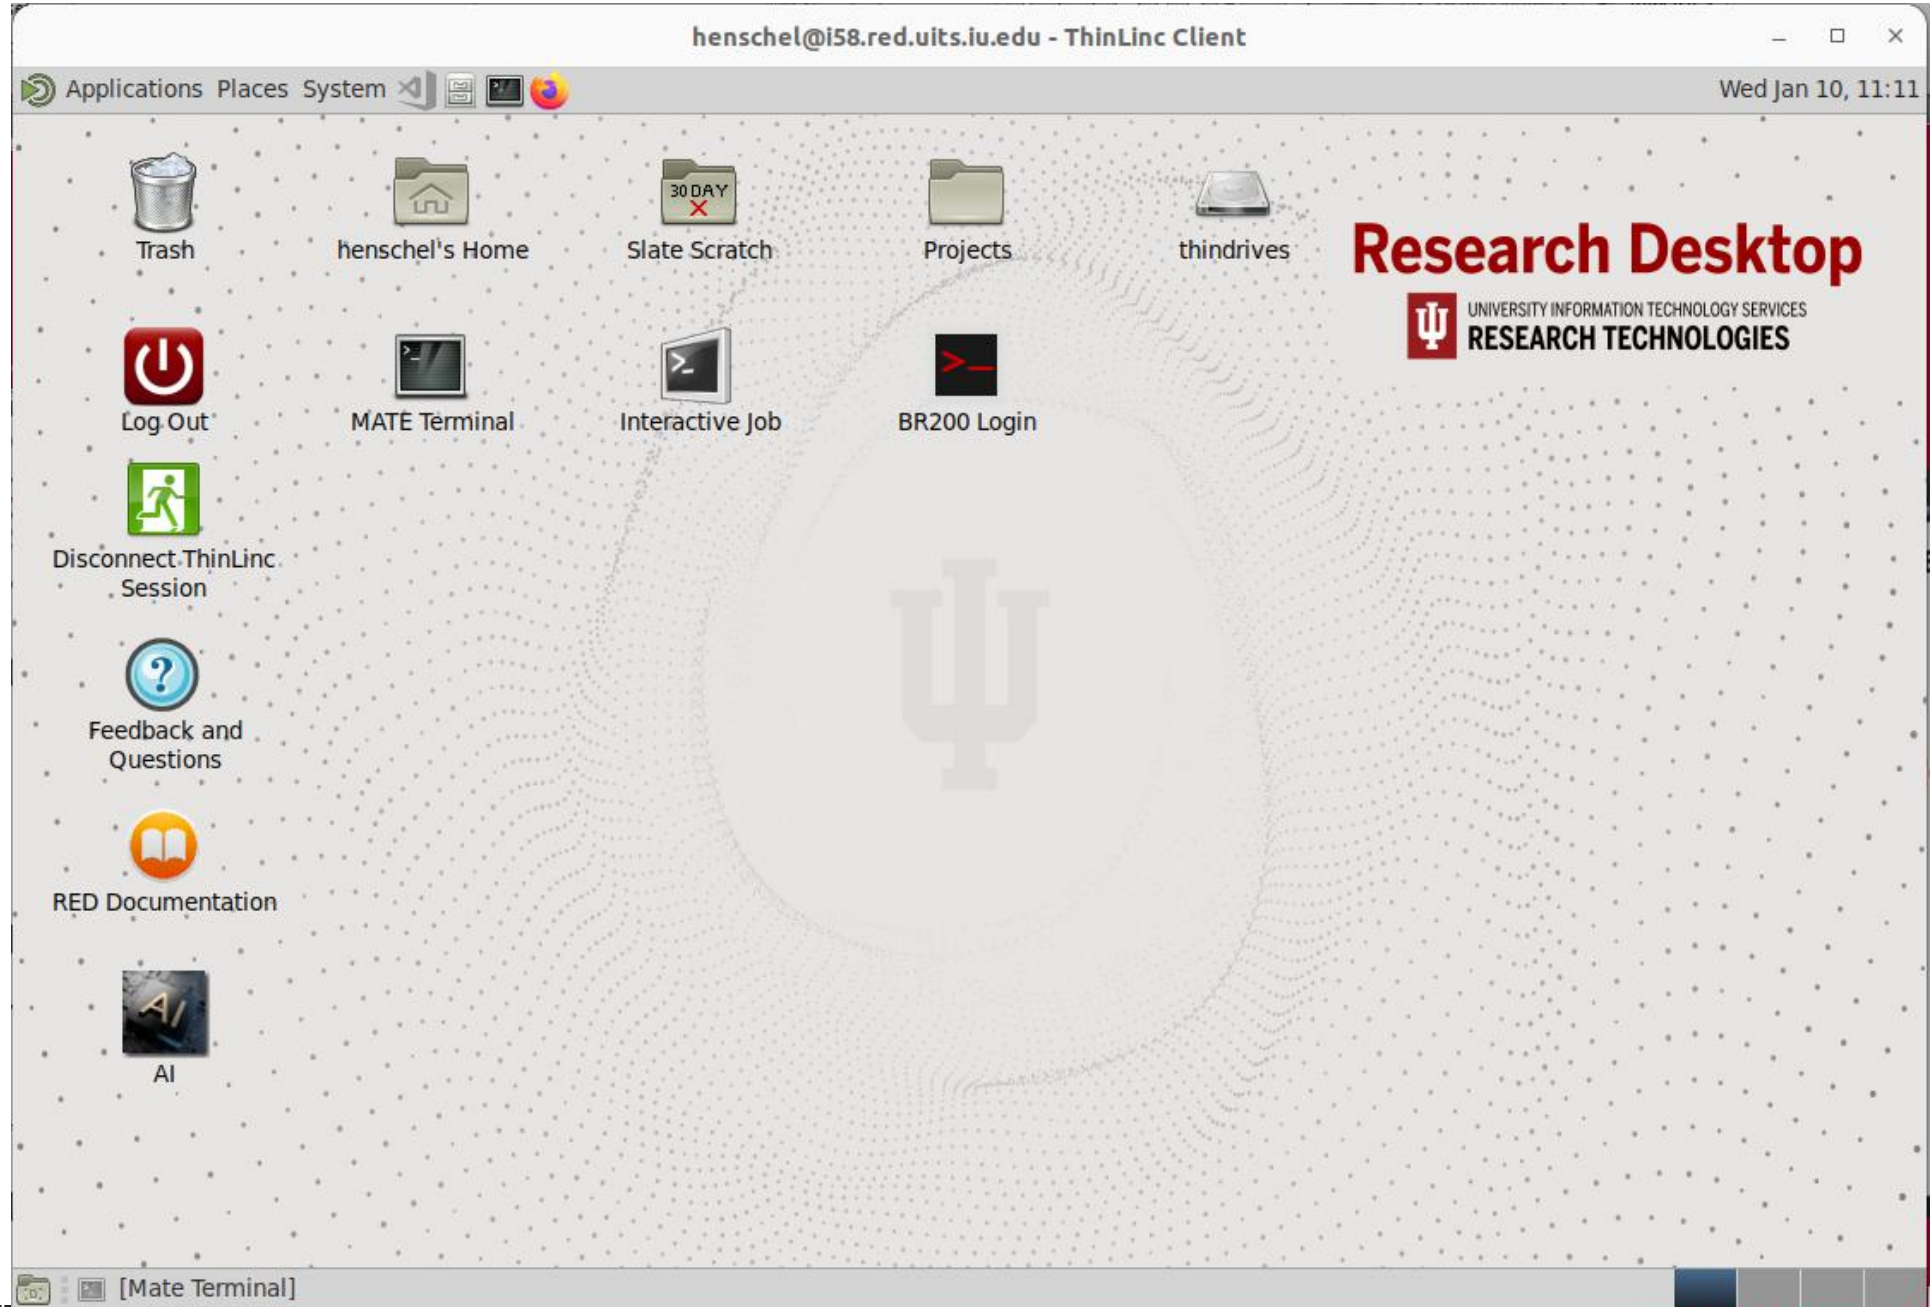 henschel@i58.red.uits.iu.edu - ThinLinc Client
Applications Places System
Wed Jan 10, 11:11
Trash
henschel's Home
30 DAY
X
Slate Scratch
Projects
thindrives
Research Desktop
UNIVERSITY INFORMATION TECHNOLOGY SERVICES
RESEARCH TECHNOLOGIES
Log Out
MATE Terminal
>_
Interactive Job
>_
BR200 Login
Disconnect ThinLinc
Session
?
Feedback and
Questions
RED Documentation
AI
AI
[Mate Terminal]